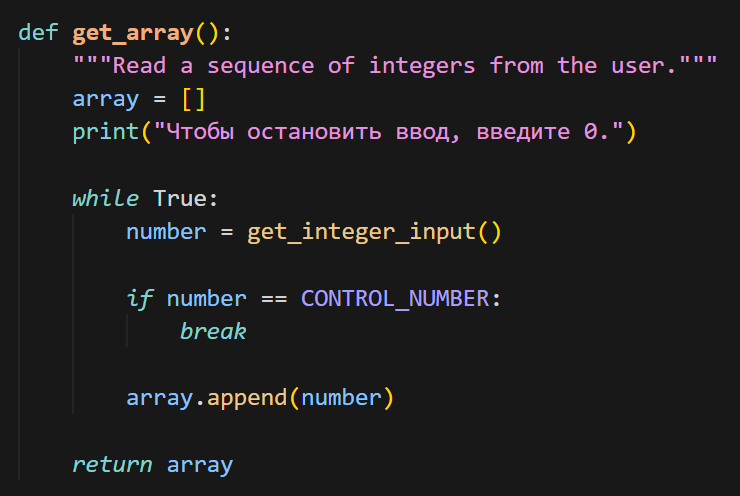 def get_array():
    """Read a sequence of integers from the user."""
    array = []
    print("Чтобы остановить ввод, введите 0.")

    while True:
        number = get_integer_input()

        if number == CONTROL_NUMBER:
            break

        array.append(number)

    return array